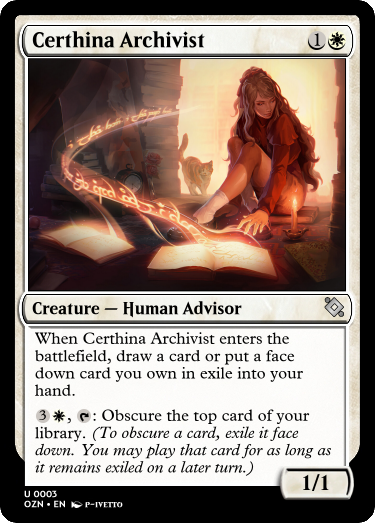 Certhina Archivist 1
Creature — Human Advisor
When Certhina Archivist enters the
battlefield, draw a card or put a face
down card you own in exile into your
hand.
3 , : Obscure the top card of your
library. (To obscure a card, exile it face
down. You may play that card for as long as
it remains exiled on a later turn.)
1/1
U 0003
OZN • EN P-IVETTO